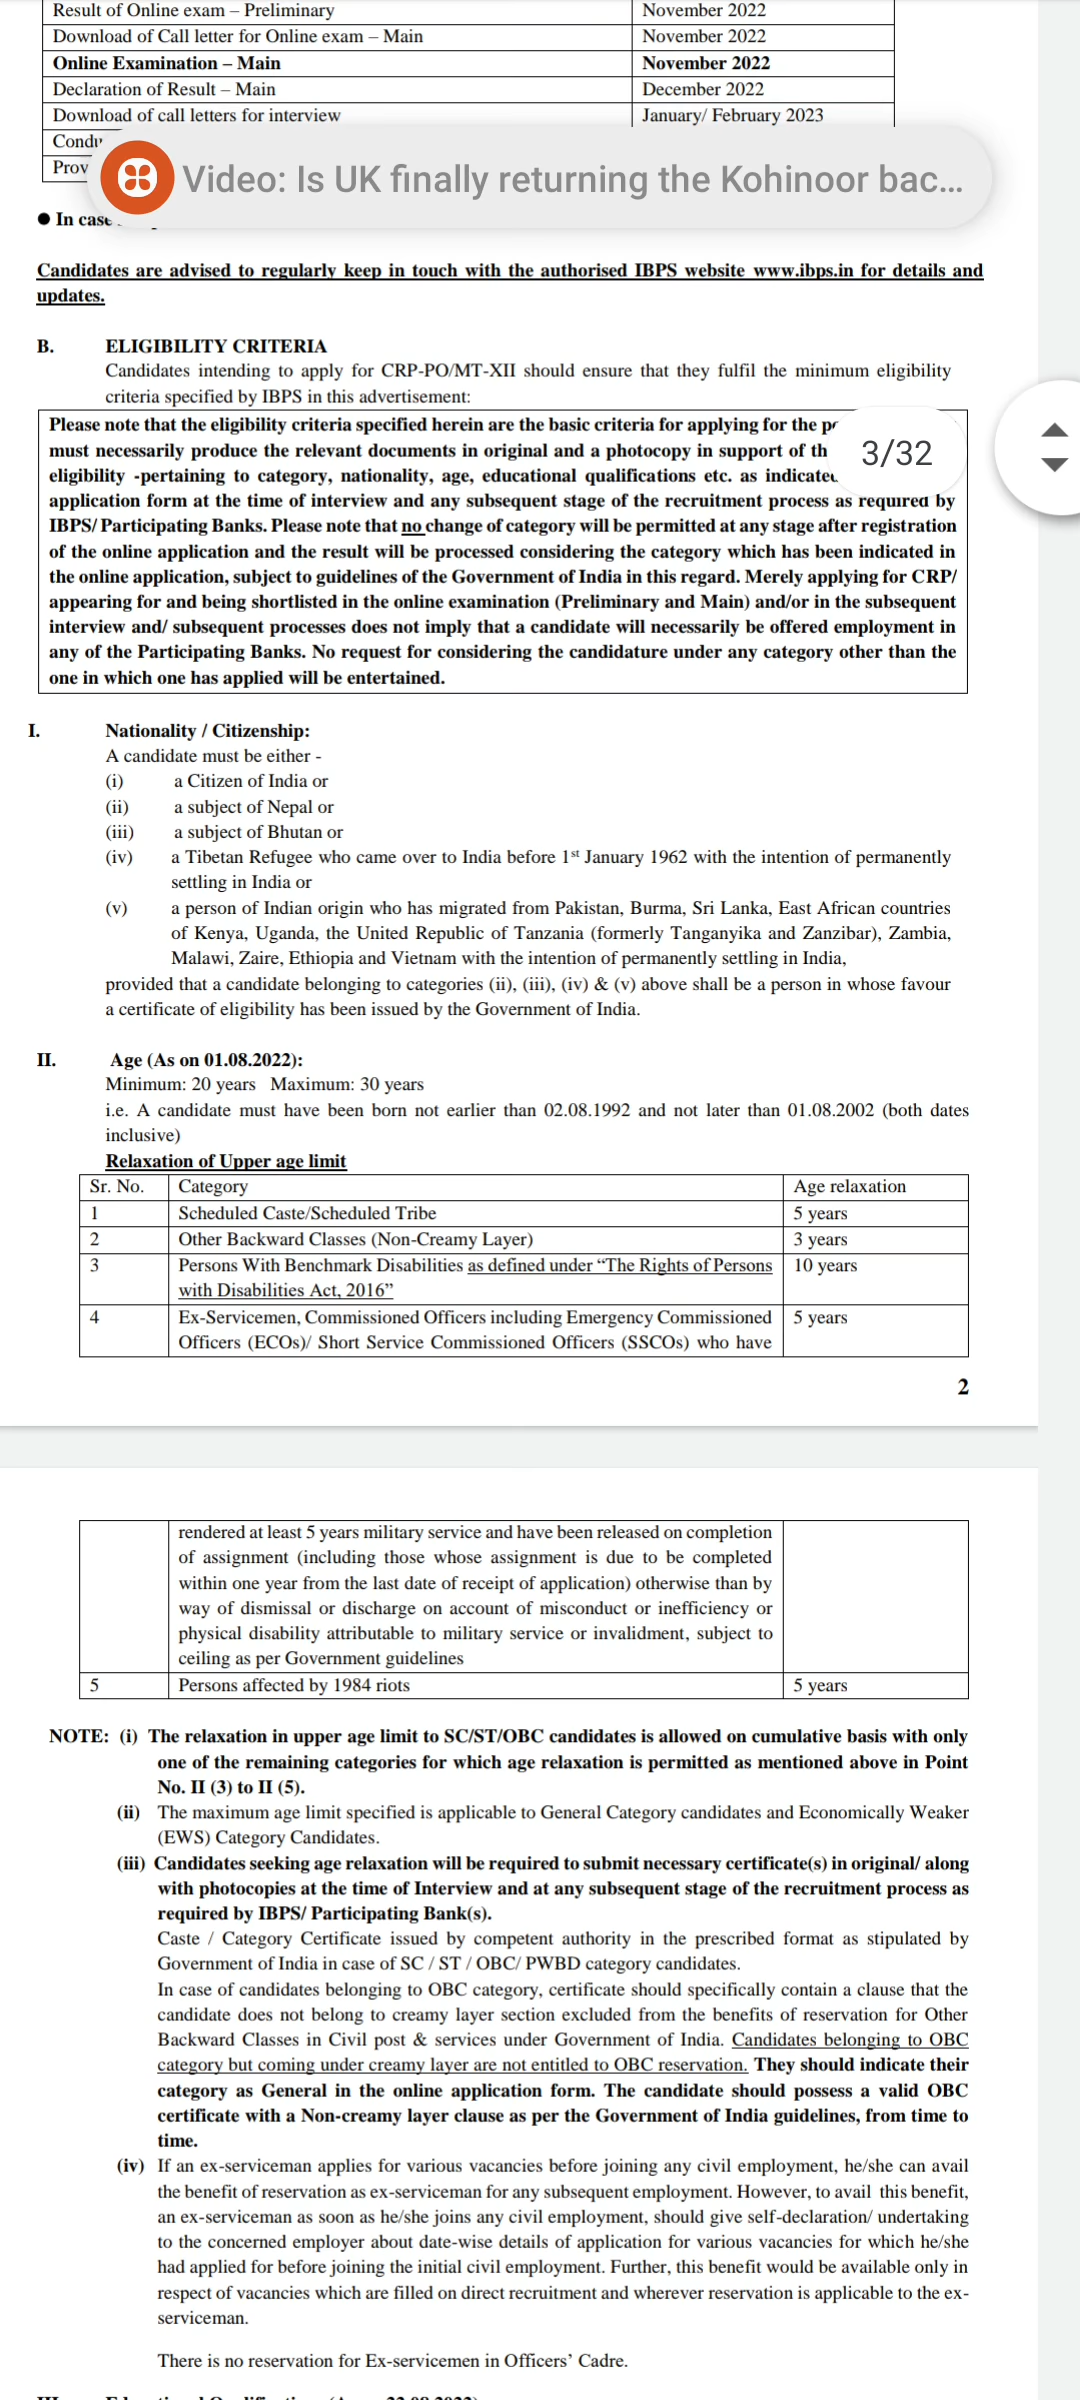 Result of Online exam – Preliminary November 2022
Download of Call letter for Online exam – Main November 2022
Online Examination – Main November 2022
Declaration of Result – Main December 2022
Download of call letters for interview January/ February 2023
Video: Is UK finally returning the Kohinoor bac...
● In case
Candidates are advised to regularly keep in touch with the authorised IBPS website www.ibps.in for details and
updates.
B. ELIGIBILITY CRITERIA
Candidates intending to apply for CRP-PO/MT-XII should ensure that they fulfil the minimum eligibility
criteria specified by IBPS in this advertisement:
Please note that the eligibility criteria specified herein are the basic criteria for applying for the
must necessarily produce the relevant documents in original and a photocopy in support of
3/32
eligibility -pertaining to category, nationality, age, educational qualifications etc. as
application form at the time of interview and any subsequent stage of the recruitment process as required by
IBPS/ Participating Banks. Please note that no change of category will be permitted at any stage after registration
of the online application and the result will be processed considering the category which has been indicated in
the online application, subject to guidelines of the Government of India in this regard. Merely applying for CRP/
appearing for and being shortlisted in the online examination (Preliminary and Main) and/or in the subsequent
interview and/ subsequent processes does not imply that a candidate will necessarily be offered employment in
any of the Participating Banks. No request for considering the candidature under any category other than the
one in which one has applied will be entertained.
I. Nationality / Citizenship:
A candidate must be either -
(i) a Citizen of India or
(ii) a subject of Nepal or
(iii) a subject of Bhutan or
(iv) a Tibetan Refugee who came over to India before 1st January 1962 with the intention of permanently
settling in India or
(v) a person of Indian origin who has migrated from Pakistan, Burma, Sri Lanka, East African countries
of Kenya, Uganda, the United Republic of Tanzania (formerly Tanganyika and Zanzibar), Zambia,
Malawi, Zaire, Ethiopia and Vietnam with the intention of permanently settling in India,
provided that a candidate belonging to categories (ii), (iii), (iv) & (v) above shall be a person in whose favour
a certificate of eligibility has been issued by the Government of India.
II. Age (As on 01.08.2022):
Minimum: 20 years Maximum: 30 years
i.e. A candidate must have been born not earlier than 02.08.1992 and not later than 01.08.2002 (both dates
inclusive)
Relaxation of Upper age limit
Sr. No. Category Age relaxation
1 Scheduled Caste/Scheduled Tribe 5 years
2 Other Backward Classes (Non-Creamy Layer) 3 years
3 Persons With Benchmark Disabilities as defined under “The Rights of Persons 10 years
with Disabilities Act, 2016”
4 Ex-Servicemen, Commissioned Officers including Emergency Commissioned 5 years
Officers (ECOs)/ Short Service Commissioned Officers (SSCOs) who have
2
rendered at least 5 years military service and have been released on completion
of assignment (including those whose assignment is due to be completed
within one year from the last date of receipt of application) otherwise than by
way of dismissal or discharge on account of misconduct or inefficiency or
physical disability attributable to military service or invalidment, subject to
ceiling as per Government guidelines
5 Persons affected by 1984 riots 5 years
NOTE: (i) The relaxation in upper age limit to SC/ST/OBC candidates is allowed on cumulative basis with only
one of the remaining categories for which age relaxation is permitted as mentioned above in Point
No. II (3) to II (5).
(ii) The maximum age limit specified is applicable to General Category candidates and Economically Weaker
(EWS) Category Candidates.
(iii) Candidates seeking age relaxation will be required to submit necessary certificate(s) in original/ along
with photocopies at the time of Interview and at any subsequent stage of the recruitment process as
required by IBPS/ Participating Bank(s).
Caste / Category Certificate issued by competent authority in the prescribed format as stipulated by
Government of India in case of SC / ST / OBC/ PWBD category candidates.
In case of candidates belonging to OBC category, certificate should specifically contain a clause that the
candidate does not belong to creamy layer section excluded from the benefits of reservation for Other
Backward Classes in Civil post & services under Government of India. Candidates belonging to OBC
category but coming under creamy layer are not entitled to OBC reservation. They should indicate their
category as General in the online application form. The candidate should possess a valid OBC
certificate with a Non-creamy layer clause as per the Government of India guidelines, from time to
time.
(iv) If an ex-serviceman applies for various vacancies before joining any civil employment, he/she can avail
the benefit of reservation as ex-serviceman for any subsequent employment. However, to avail this benefit,
an ex-serviceman as soon as he/she joins any civil employment, should give self-declaration/ undertaking
to the concerned employer about date-wise details of application for various vacancies for which he/she
had applied for before joining the initial civil employment. Further, this benefit would be available only in
respect of vacancies which are filled on direct recruitment and wherever reservation is applicable to the ex-
serviceman.
There is no reservation for Ex-servicemen in Officers’ Cadre.